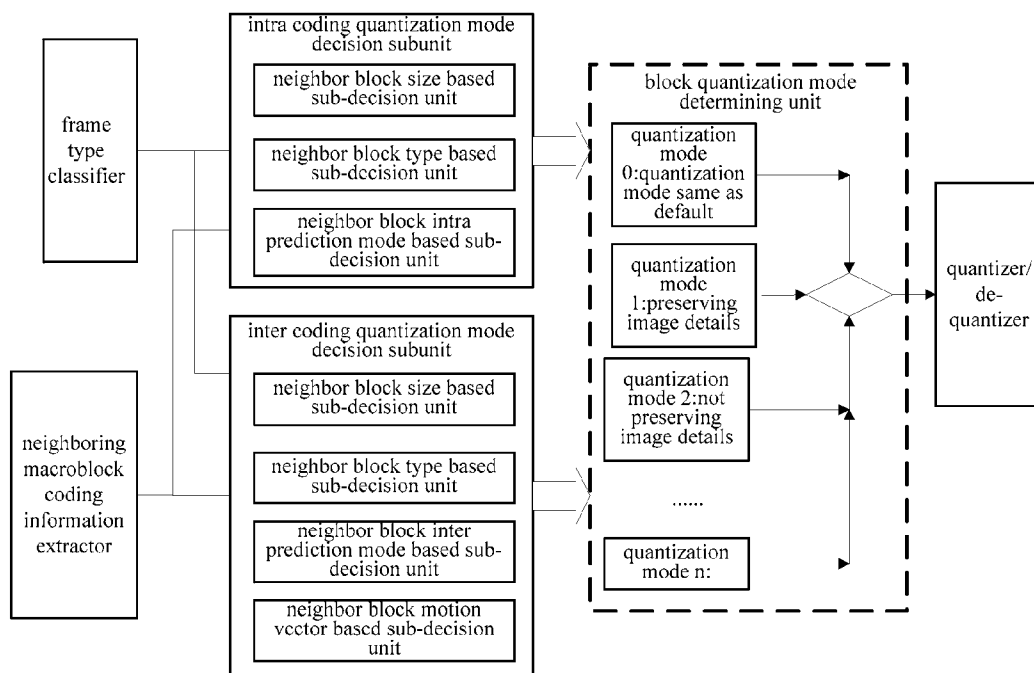 frame
type
classifier
neighboring
macroblock
coding
information
extractor
intra coding quantization mode
decision subunit
neighbor block size based
sub-decision unit
neighbor block type based
sub-decision unit
neighbor block intra
prediction mode based sub-
decision unit
inter coding quantization mode
decision subunit
neighbor block size based
sub-decision unit
neighbor block type based
sub-decision unit
neighbor block inter
prediction mode based sub-
decision unit
neighbor block motion
vector based sub-decision
unit
block quantization mode
determining unit
quantization
mode
0:quantization
mode same as
default
quantization
mode
1:preserving
image details
quantization
mode 2:not
preserving
image details
......
quantization
mode n:
quantizer/
de-
quantizer